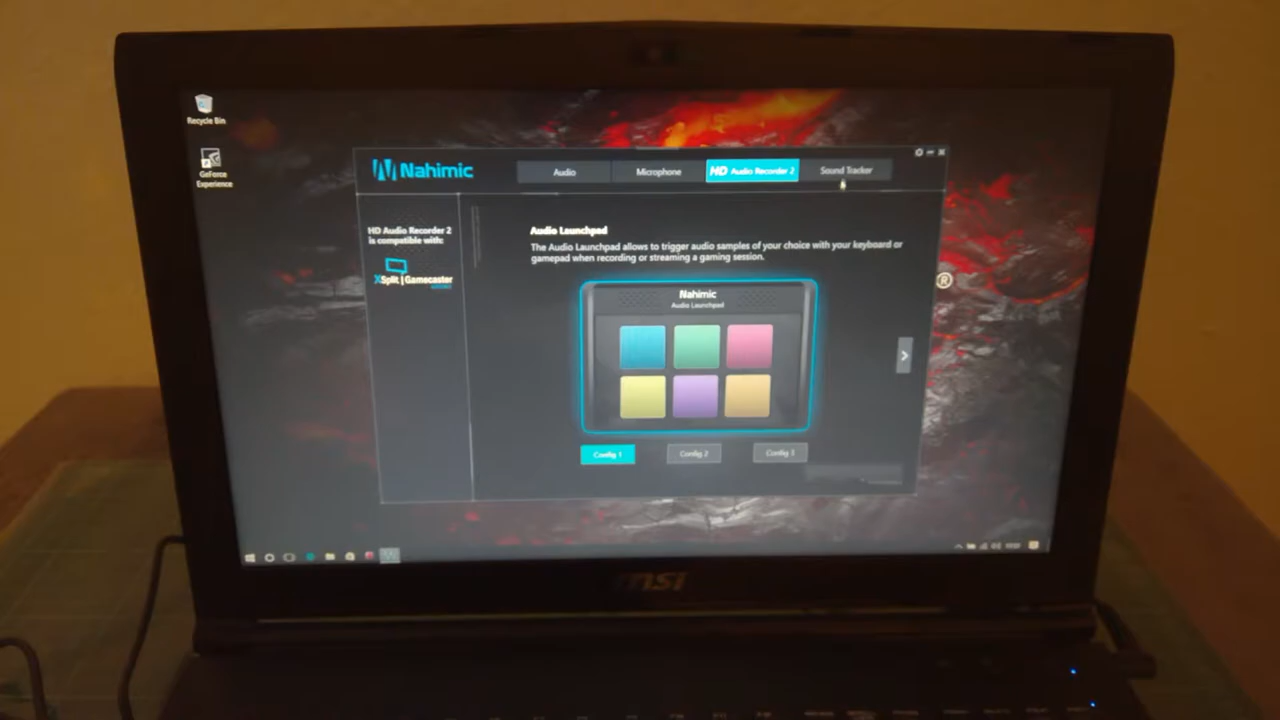 Recycle Bin
GeForce
Experience
Nahimic
Audio
Microphone
HD Audio Recorder 2
Sound Tracker
HD Audio Recorder 2
is compatible with:
XSplit | Gamecaster
Audio Launchpad
The Audio Launchpad allows to trigger audio samples of your choice with your keyboard or
gamepad when recording or streaming a gaming session.
®
Nahimic
Audio Launchpad
Config 1
Config 2
Config 3
msi